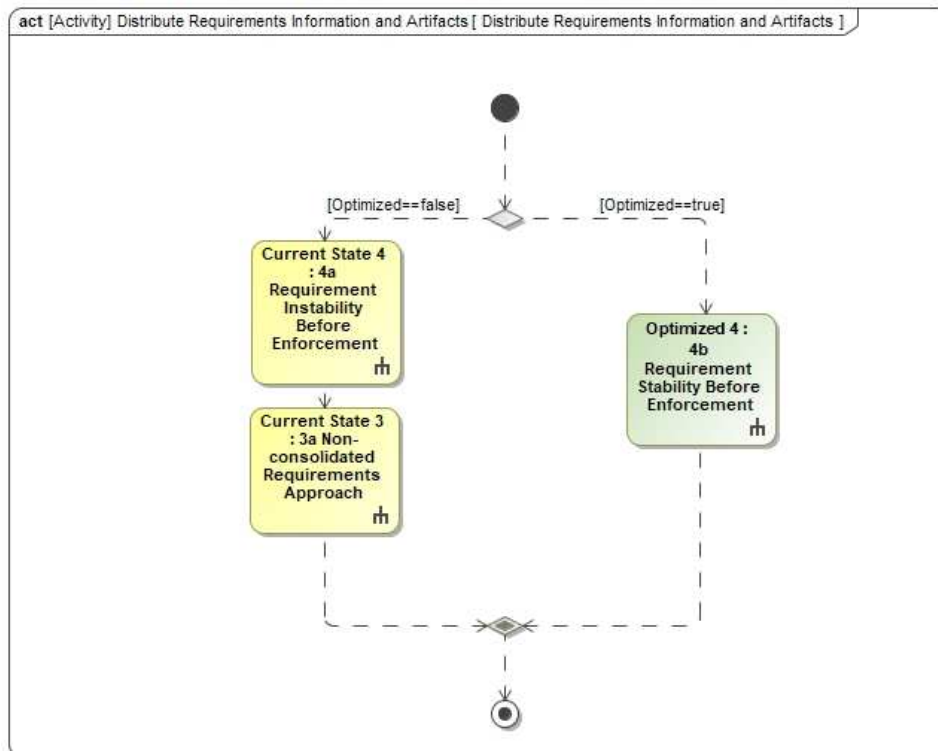 act [Activity] Distribute Requirements Information and Artifacts [ Distribute Requirements Information and Artifacts ]
[Optimized==false]
[Optimized==true]
Current State 4
: 4a
Requirement
Instability
Before
Enforcement
Optimized 4 :
4b
Requirement
Stability Before
Enforcement
Current State 3
: 3a Non-
consolidated
Requirements
Approach